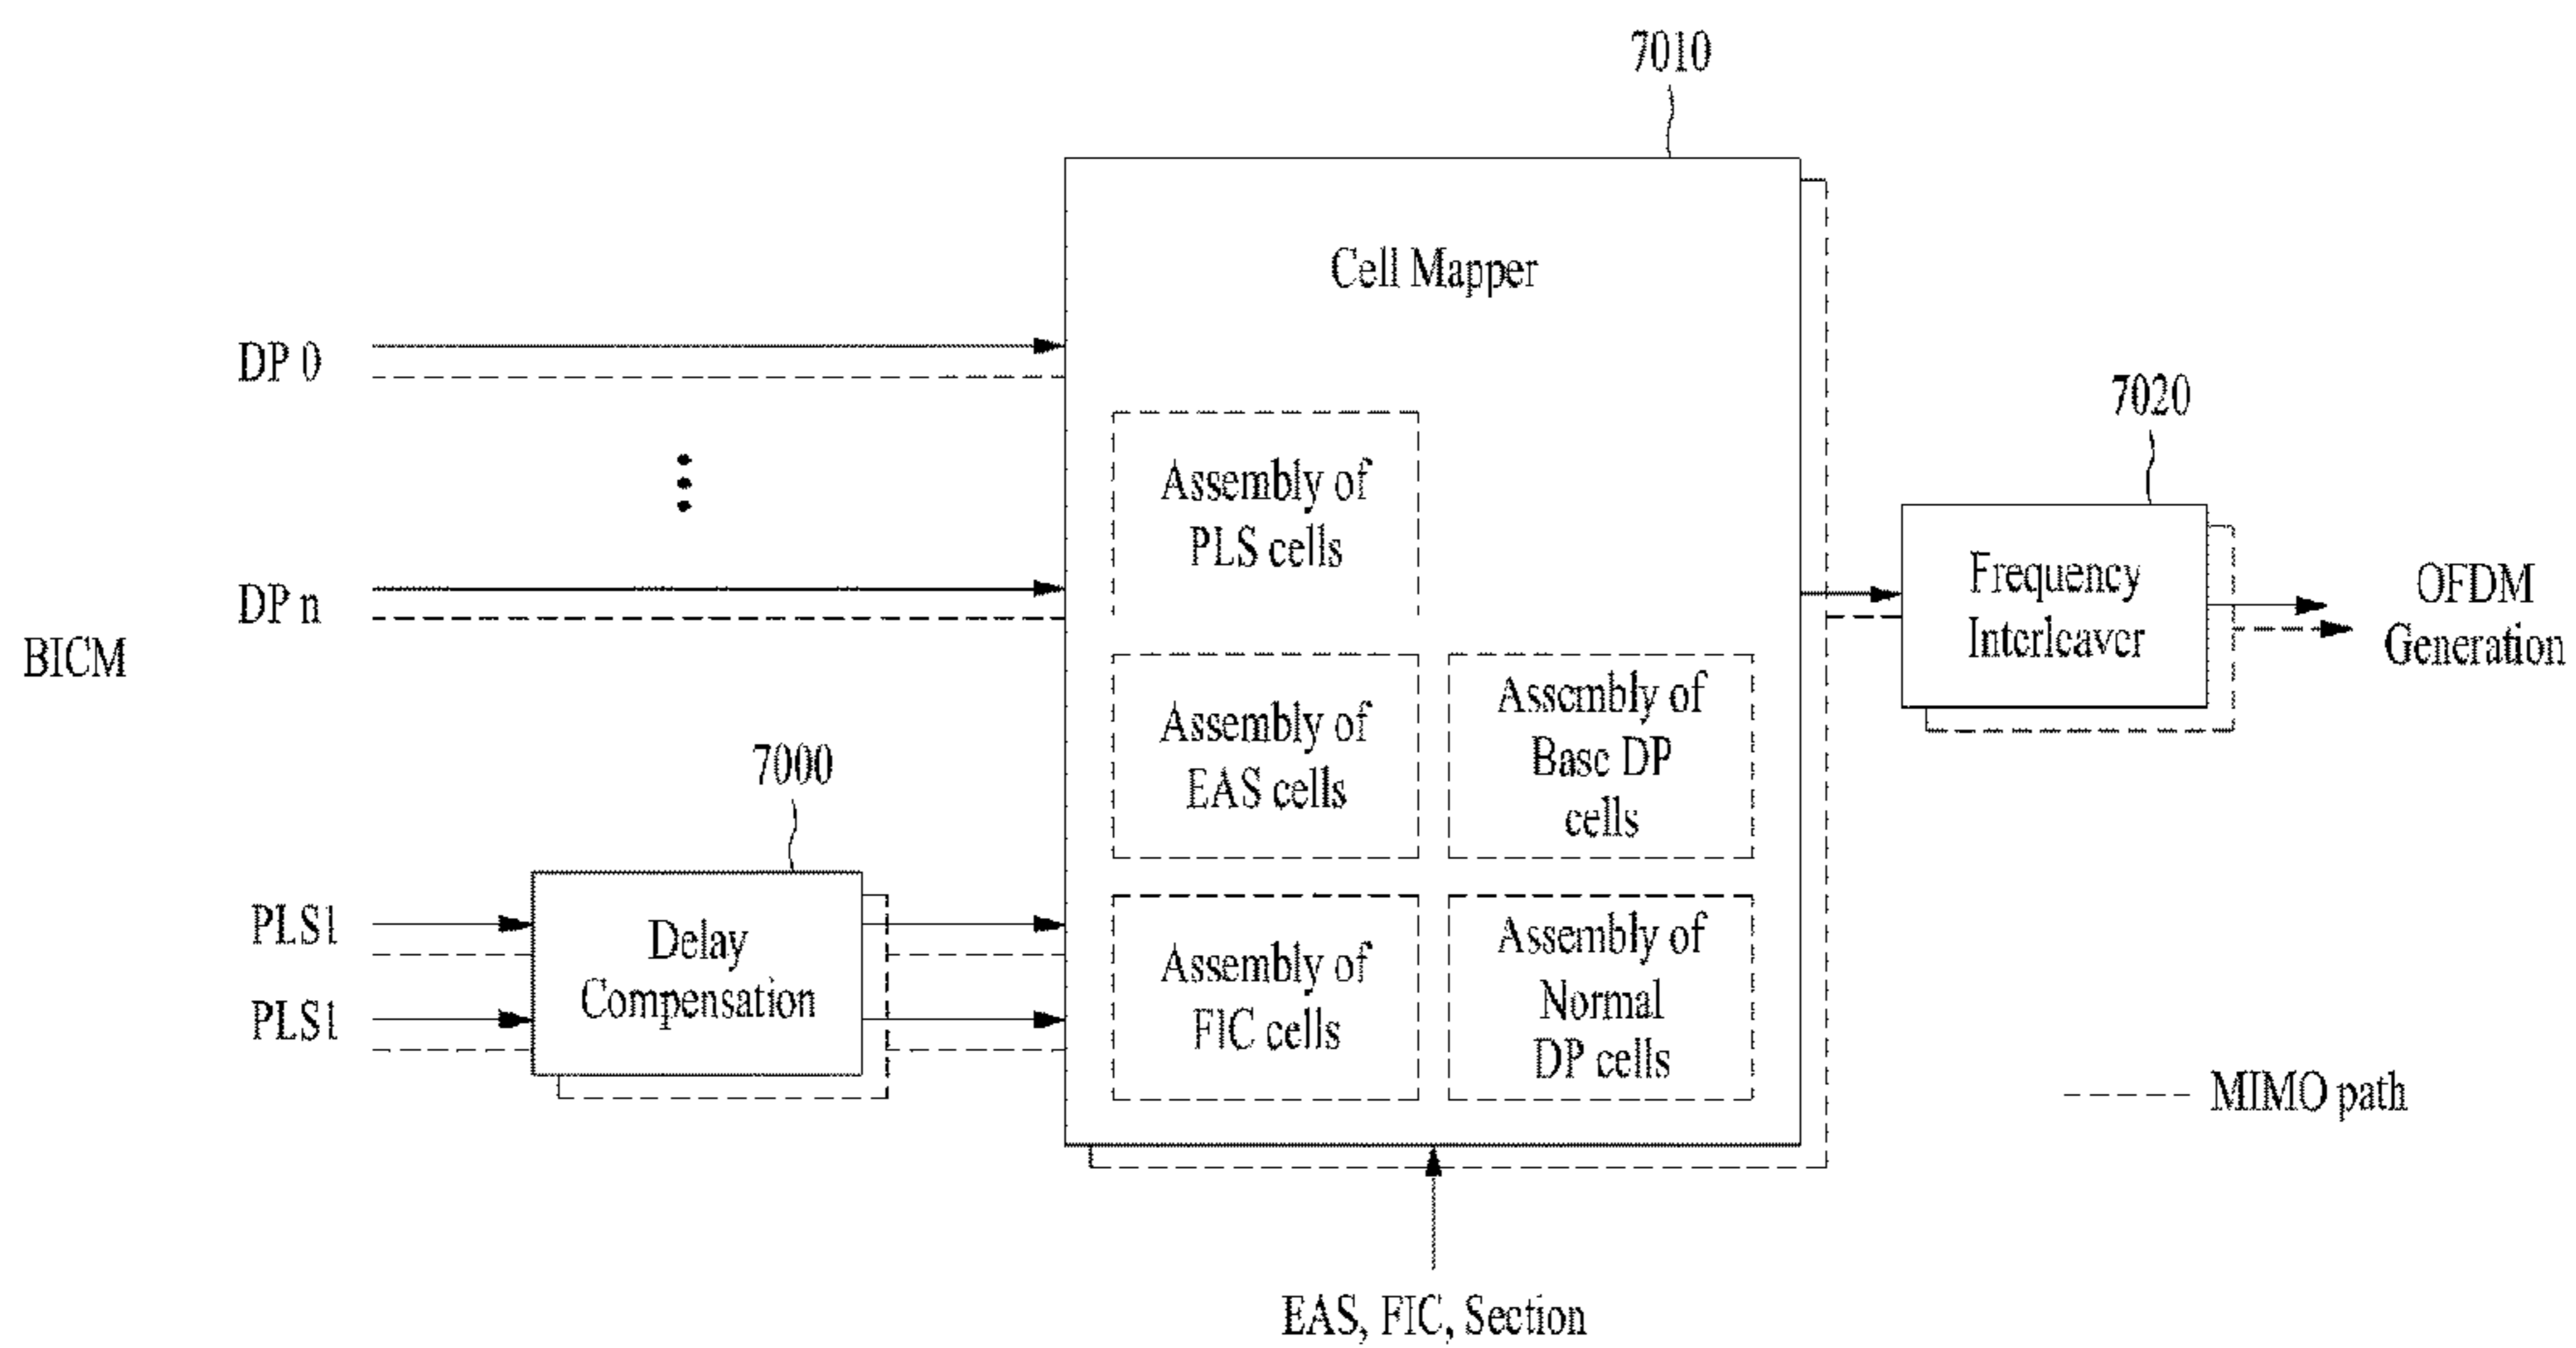 7010
Cell Mapper
DP 0
7020
Assembly of
PLS cells
DP n
Frequency
Interleaver
OFDM
Generation
BICM
Assembly of
EAS cells
Assembly of
Base DP
cells
7000
PLS1
Delay
Compensation
PLS1
Assembly of
FIC cells
Assembly of
Normal
DP cells
MIMO path
EAS, FIC, Section